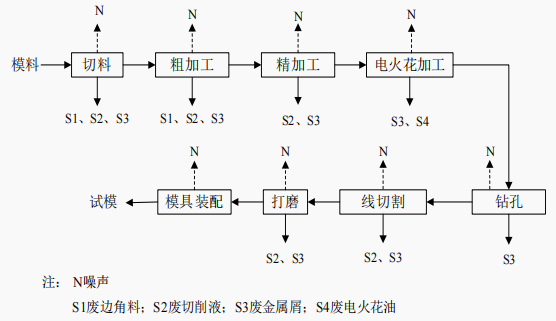 N N N N
模料 切料 粗加工 精加工 电火花加工
S1、S2、S3 S1、S2、S3 S2、S3 S3、S4
N N N N N
试模 模具装配 打磨 线切割 钻孔
S2、S3 S2、S3 S3
注： N噪声
S1废边角料；S2废切削液；S3废金属屑；S4废电火花油